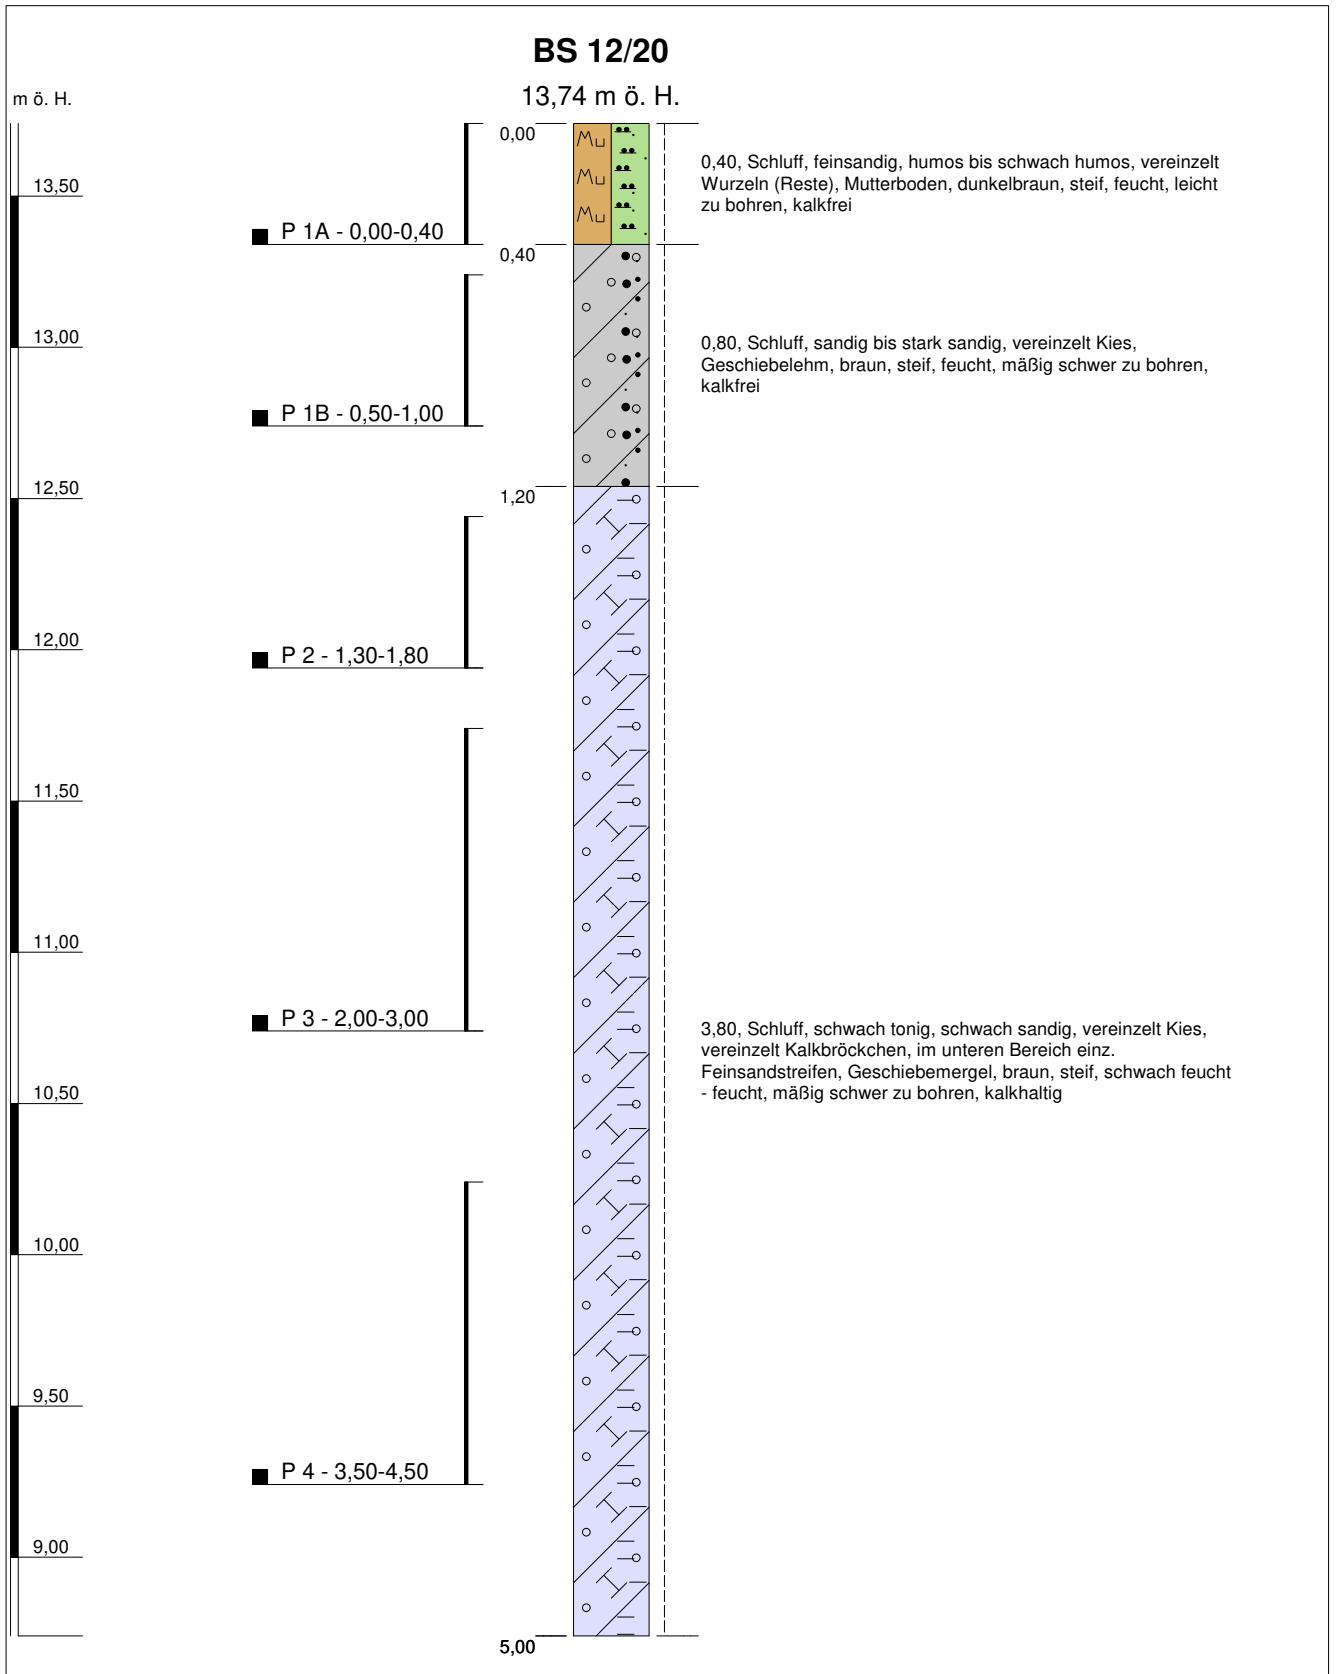 BS 12/20
13,74 m ö. H.
m ö. H.
0,00
0,40, Schluff, feinsandig, humos bis schwach humos, vereinzelt
Wurzeln (Reste), Mutterboden, dunkelbraun, steif, feucht, leicht
zu bohren, kalkfrei
13,50
P 1A - 0,00-0,40
0,40
13,00
0,80, Schluff, sandig bis stark sandig, vereinzelt Kies,
Geschiebelehm, braun, steif, feucht, mäßig schwer zu bohren,
kalkfrei
P 1B - 0,50-1,00
12,50
1,20
12,00
P 2 - 1,30-1,80
11,50
11,00
P 3 - 2,00-3,00
3,80, Schluff, schwach tonig, schwach sandig, vereinzelt Kies,
vereinzelt Kalkbröckchen, im unteren Bereich einz.
Feinsandstreifen, Geschiebemergel, braun, steif, schwach feucht
- feucht, mäßig schwer zu bohren, kalkhaltig
10,50
10,00
9,50
P 4 - 3,50-4,50
9,00
5,00